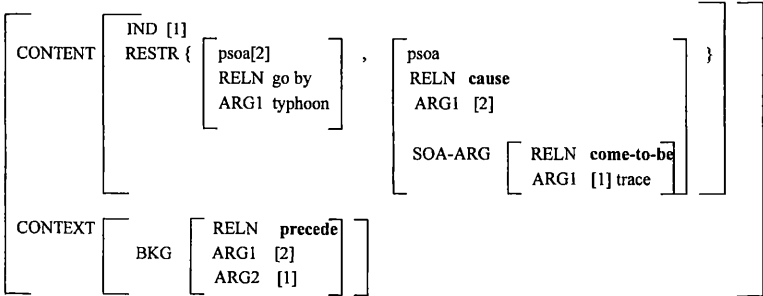 IND [1]
CONTENT RESTR { psoa[2] , psoa }
RELN go by RELN cause
ARG1 typhoon ARG1 [2]
SOA-ARG RELN come-to-be
ARG1 [1] trace
CONTEXT RELN precede
BKG ARG1 [2]
ARG2 [1]